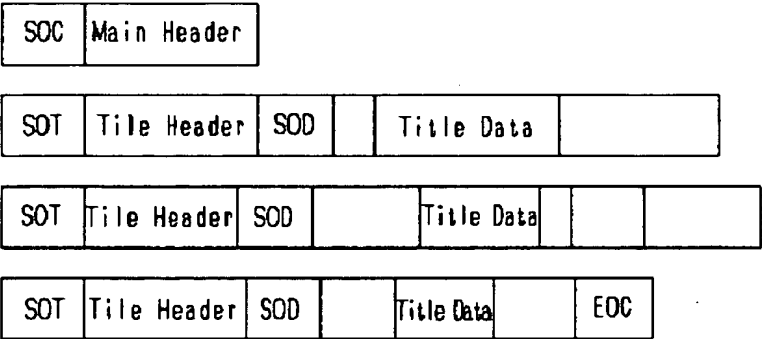 SOC Main Header
SOT Tile Header SOD Title Data
SOT Tile Header SOD Title Data
SOT Tile Header SOD Title Data EOC